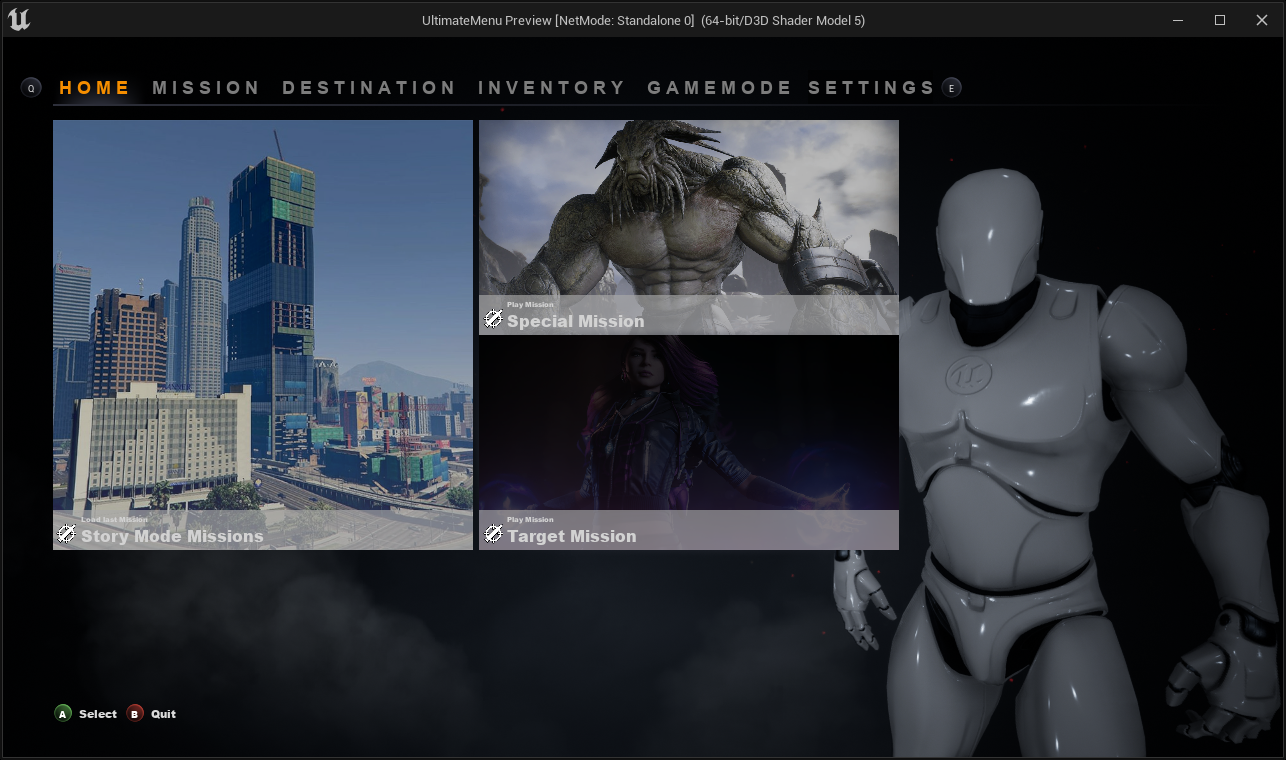 UltimateMenu Preview [NetMode: Standalone 0]  (64-bit/D3D Shader Model 5)
Q HOME MISSION DESTINATION INVENTORY GAMEMODE SETTINGS E
Play Mission
Special Mission
Load last Mission
Story Mode Missions
Play Mission
Target Mission
A Select B Quit